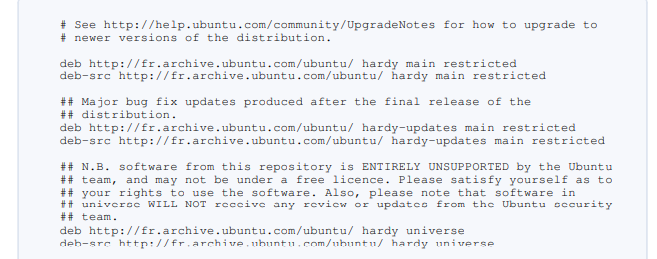 # See http://help.ubuntu.com/community/UpgradeNotes for how to upgrade to
# newer versions of the distribution.
deb http://fr.archive.ubuntu.com/ubuntu/ hardy main restricted
deb-src http://fr.archive.ubuntu.com/ubuntu/ hardy main restricted
## Major bug fix updates produced after the final release of the
## distribution.
deb http://fr.archive.ubuntu.com/ubuntu/ hardy-updates main restricted
deb-src http://fr.archive.ubuntu.com/ubuntu/ hardy-updates main restricted
## N.B. software from this repository is ENTIRELY UNSUPPORTED by the Ubuntu
## team, and may not be under a free licence. Please satisfy yourself as to
## your rights to use the software. Also, please note that software in
## universe WILL NOT receive any review or updates from the Ubuntu security
## team.
deb http://fr.archive.ubuntu.com/ubuntu/ hardy universe
deb-src http://fr.archive.ubuntu.com/ubuntu/ hardy universe